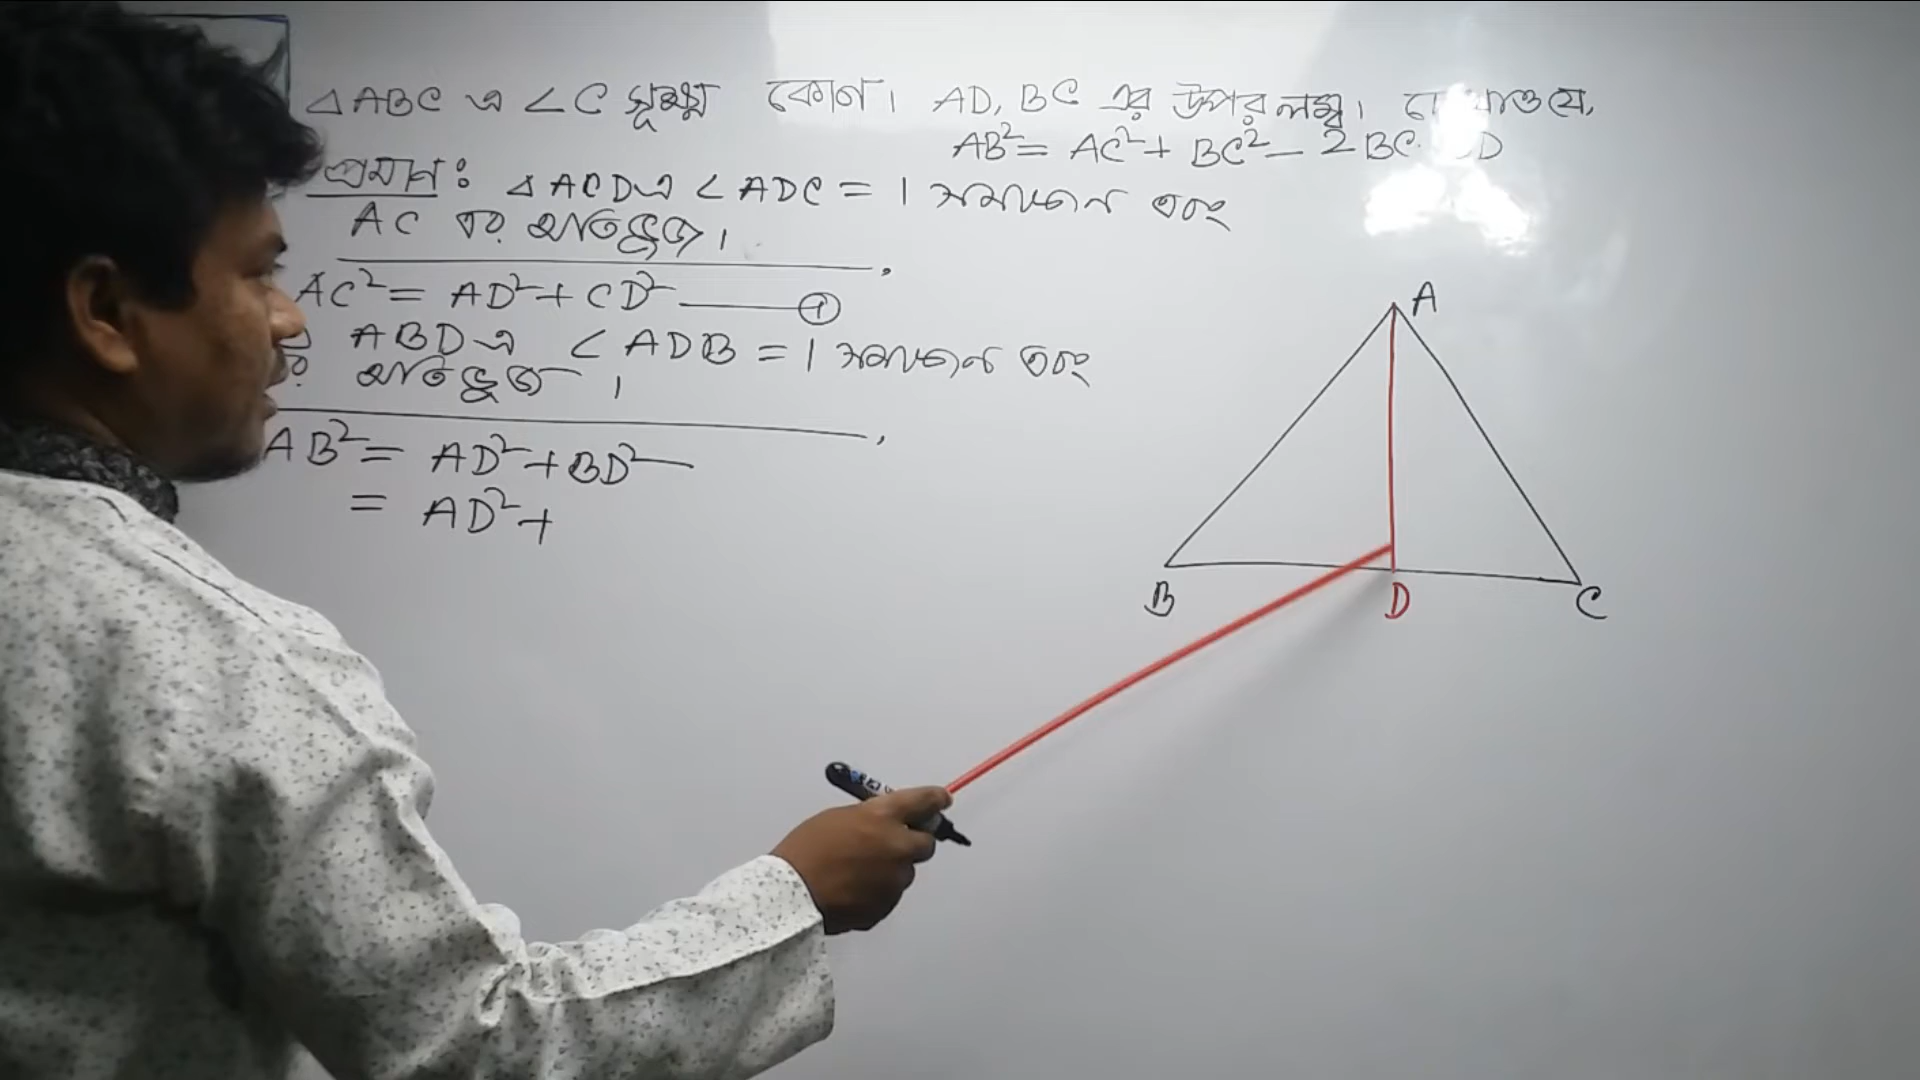 △ABC এ ∠C সূক্ষ্ম কোণ। AD, BC এর উপর লম্ব। যে,
AB² = AC² + BC² - 2BC. D
প্রমাণ: △ACD এ ∠ADC = 1 সমকোণ এবং
AC তার অতিভুজ।
AC² = AD² + CD² ——— ①
ABD এ ∠ADB = 1 সমকোণ এবং
অতিভুজ।
AB² = AD² + BD²
= AD² +
A
B
D
C